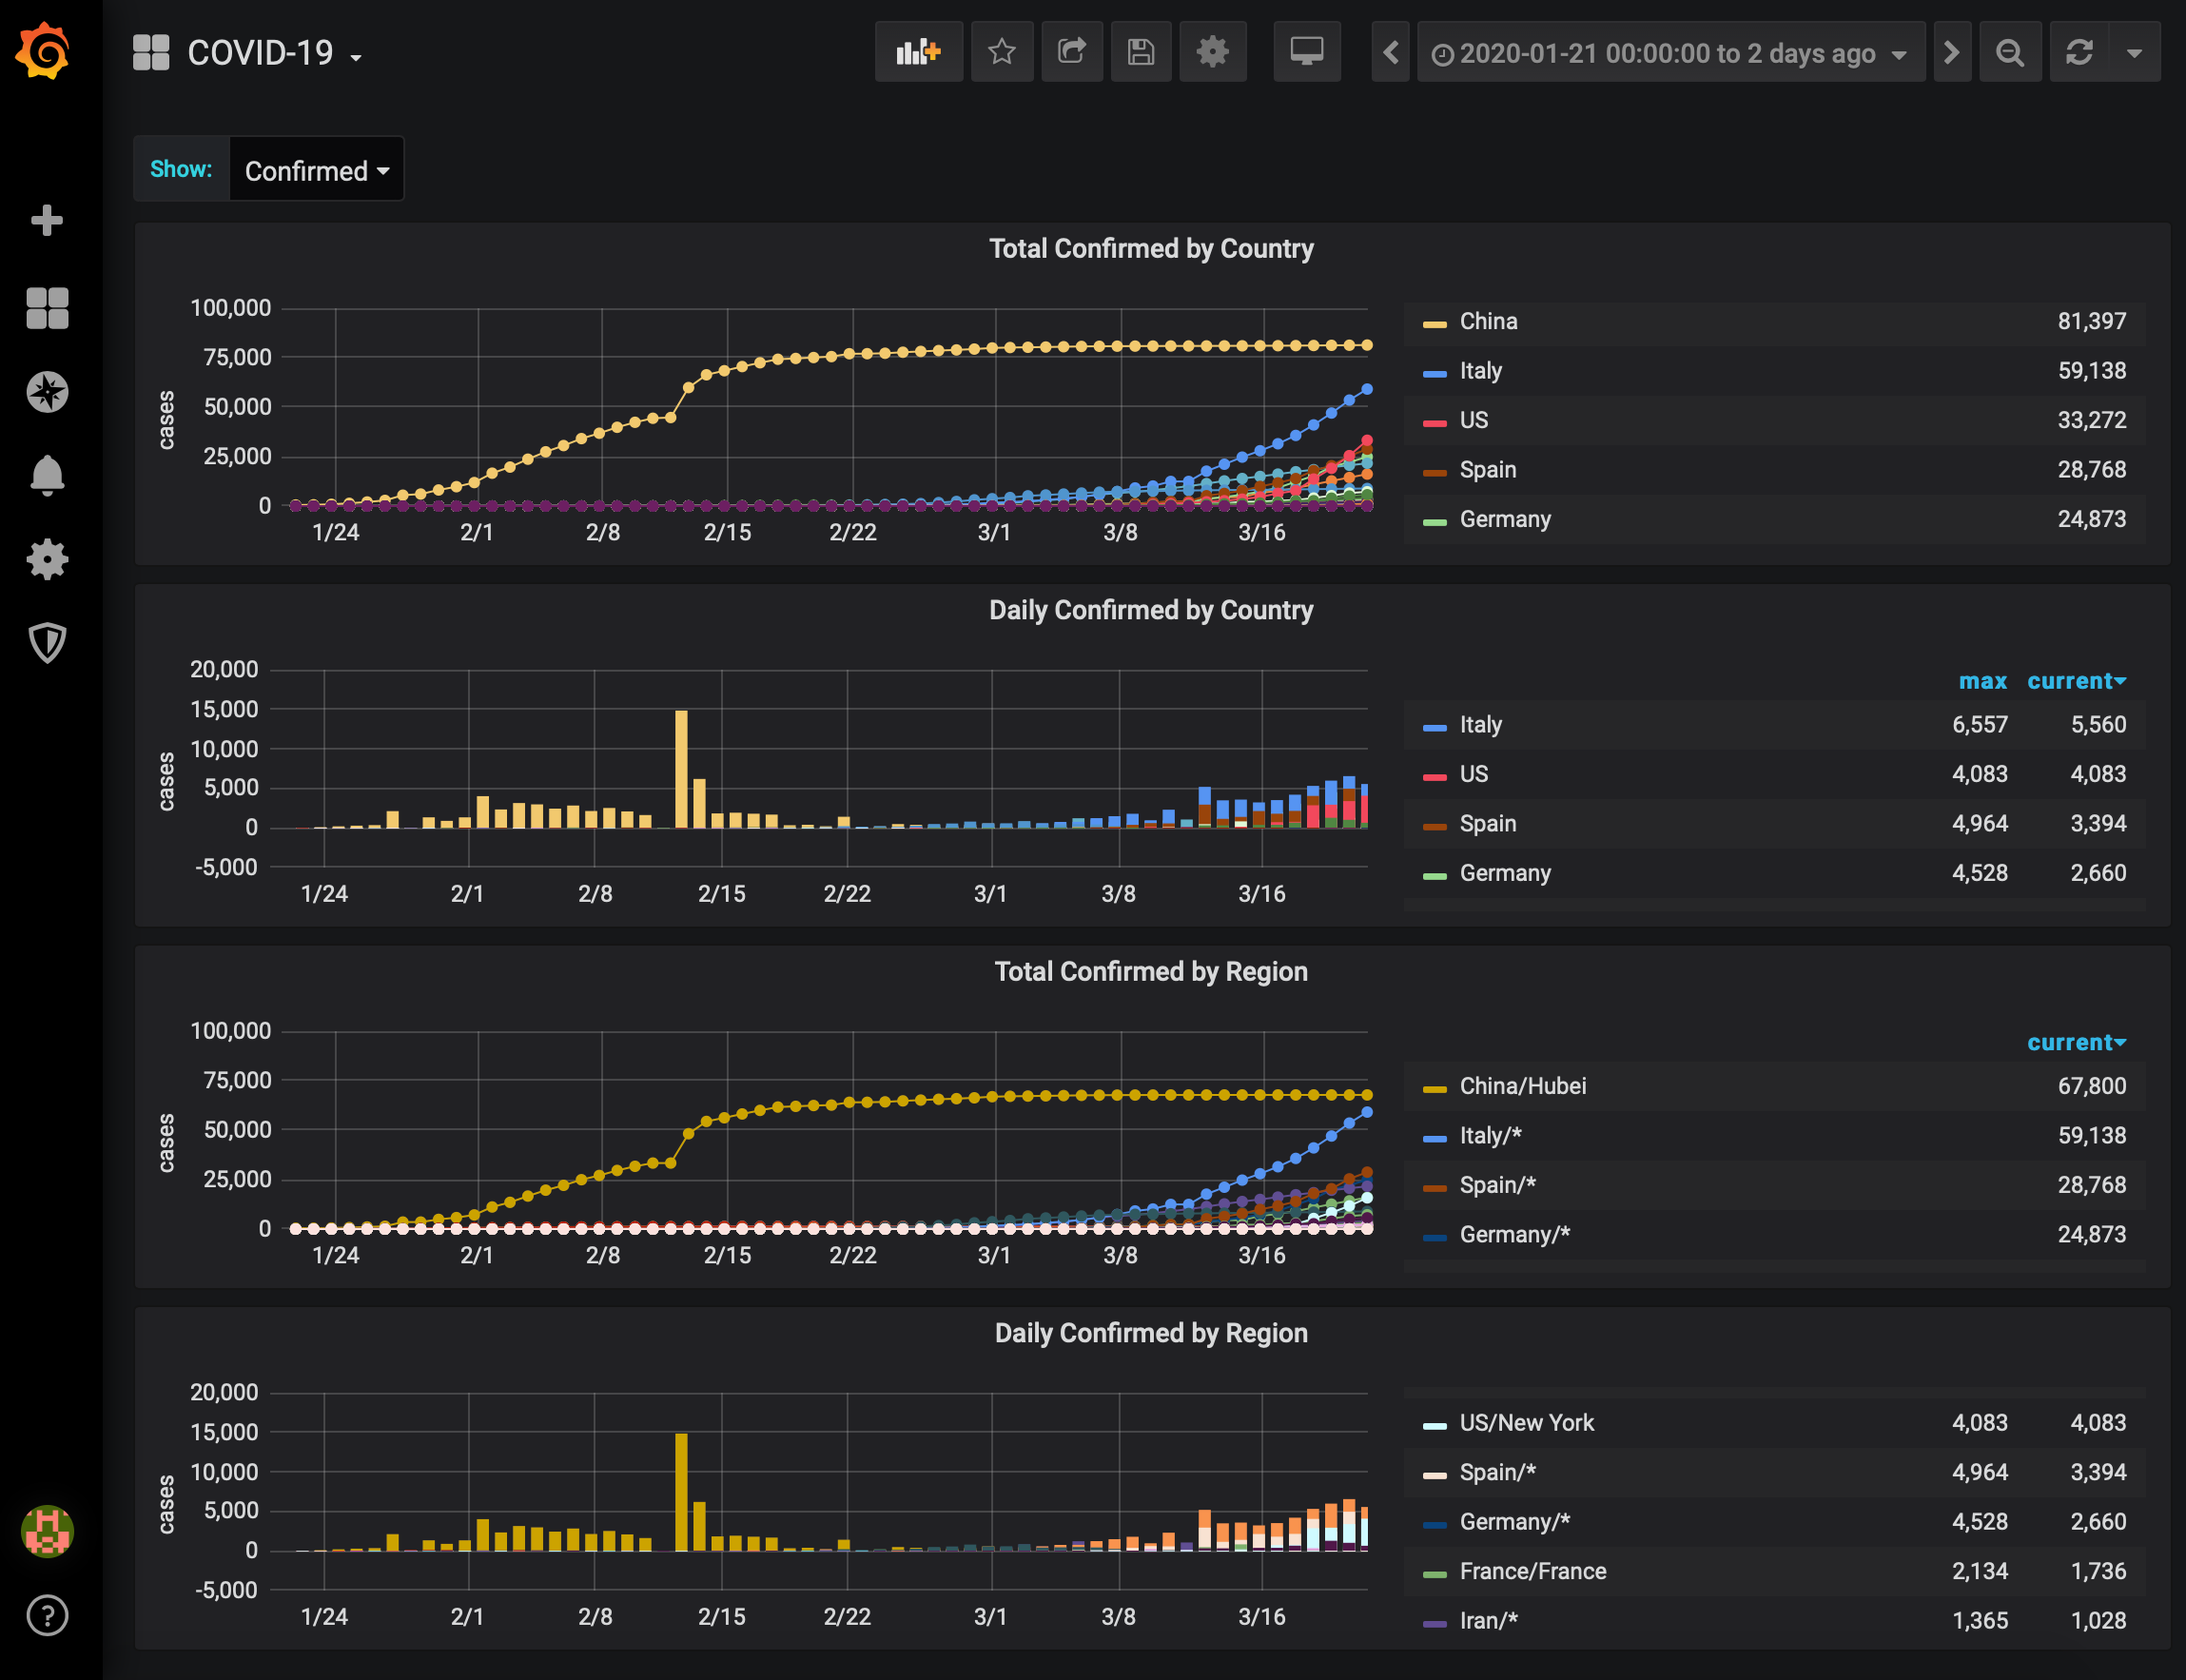 COVID-19
2020-01-21 00:00:00 to 2 days ago
Show: Confirmed
Total Confirmed by Country
cases
100,000
75,000
50,000
25,000
0
1/24 2/1 2/8 2/15 2/22 3/1 3/8 3/16
China 81,397
Italy 59,138
US 33,272
Spain 28,768
Germany 24,873
Daily Confirmed by Country
cases
20,000
15,000
10,000
5,000
0
-5,000
1/24 2/1 2/8 2/15 2/22 3/1 3/8 3/16
max current
Italy 6,557 5,560
US 4,083 4,083
Spain 4,964 3,394
Germany 4,528 2,660
Total Confirmed by Region
cases
100,000
75,000
50,000
25,000
0
1/24 2/1 2/8 2/15 2/22 3/1 3/8 3/16
current
China/Hubei 67,800
Italy/* 59,138
Spain/* 28,768
Germany/* 24,873
Daily Confirmed by Region
cases
20,000
15,000
10,000
5,000
0
-5,000
1/24 2/1 2/8 2/15 2/22 3/1 3/8 3/16
US/New York 4,083 4,083
Spain/* 4,964 3,394
Germany/* 4,528 2,660
France/France 2,134 1,736
Iran/* 1,365 1,028